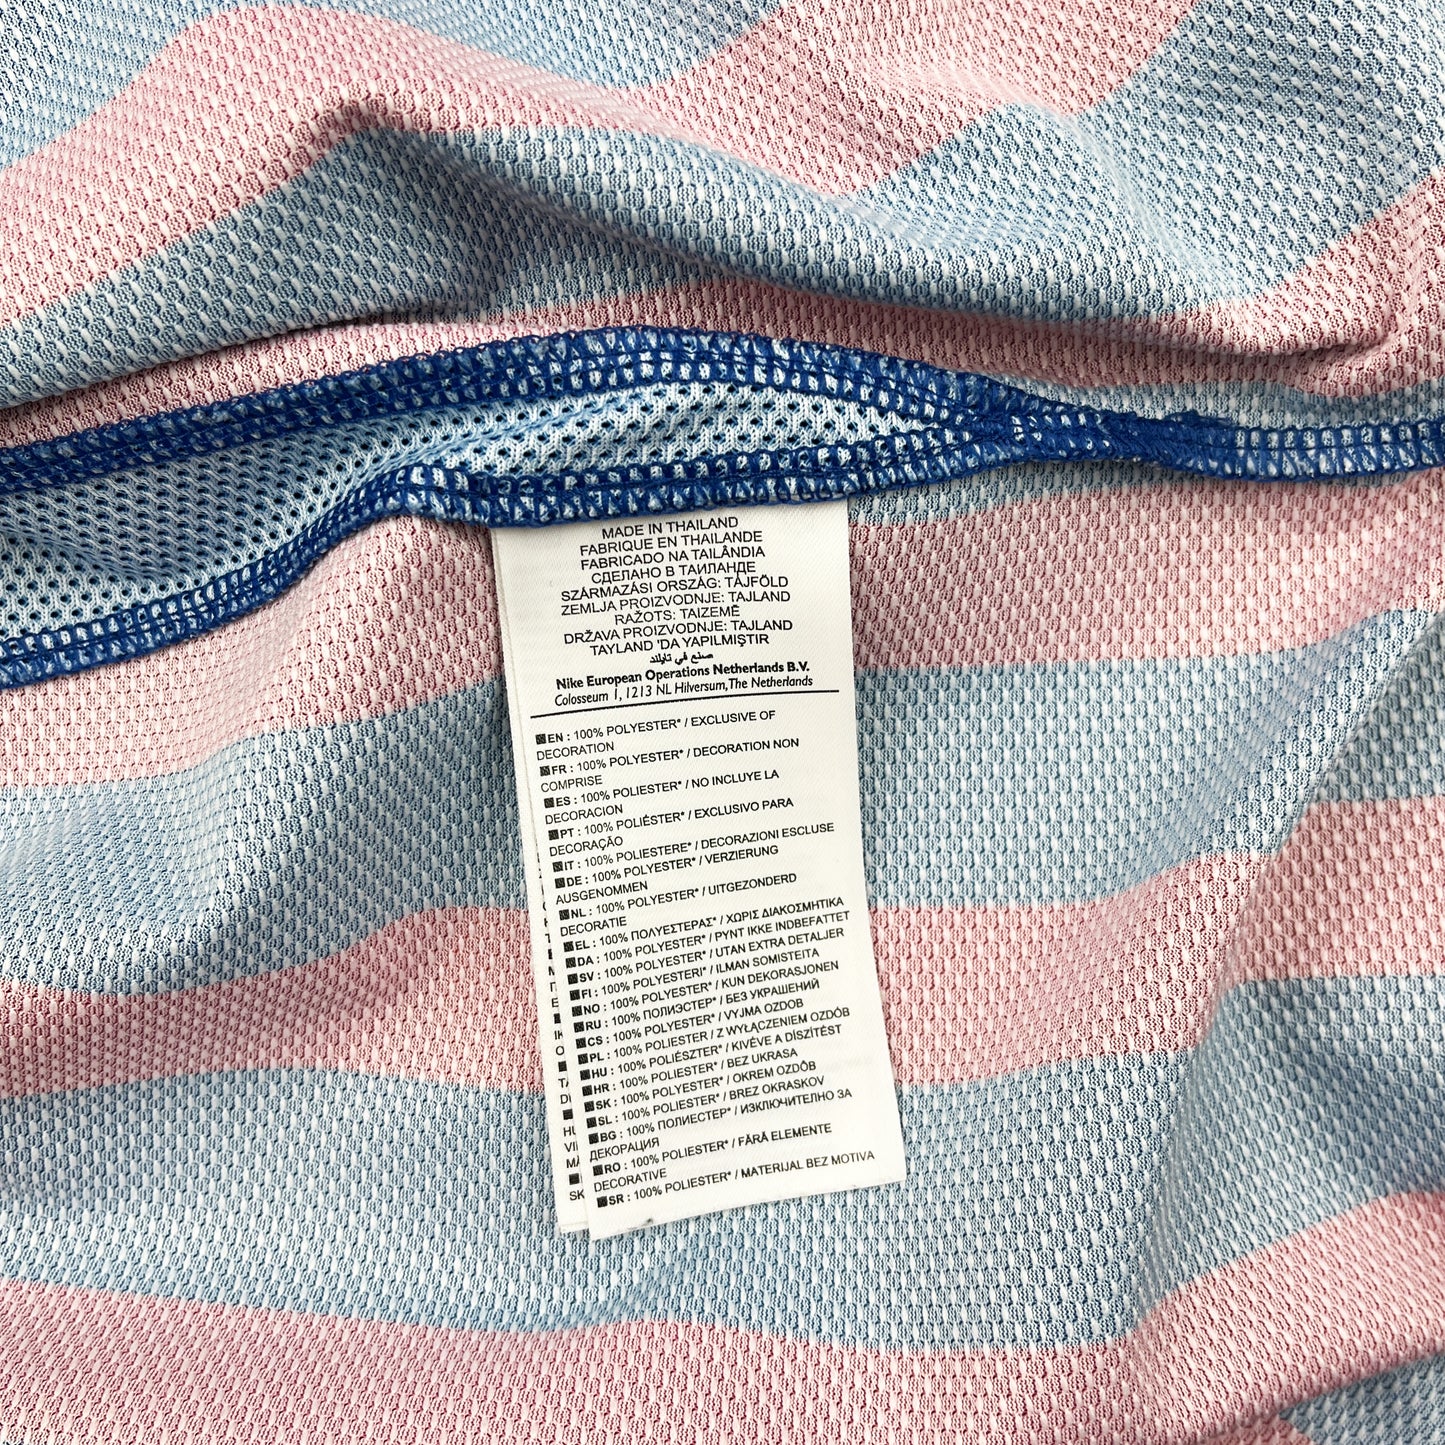 MADE IN THAILAND
FABRIQUE EN THAILANDE
FABRICADO NA TAILÂNDIA
СДЕЛАНО В ТАИЛАНДЕ
SZÁRMAZÁSI ORSZÁG: TÁJFÖLD
ZEMLJA PROIZVODNJE: TAJLAND
RAŽOTS: TAIZEMĒ
DRŽAVA PROIZVODNJE: TAJLAND
TAYLAND 'DA YAPILMIŞTIR
صنع في تايلاند
Nike European Operations Netherlands B.V.
Colosseum 1, 1213 NL Hilversum, The Netherlands
EN : 100% POLYESTER* / EXCLUSIVE OF
DECORATION
FR : 100% POLYESTER* / DECORATION NON
COMPRISE
ES : 100% POLIESTER* / NO INCLUYE LA
DECORACION
PT : 100% POLIÉSTER* / EXCLUSIVO PARA
DECORAÇÃO
IT : 100% POLIESTERE* / DECORAZIONI ESCLUSE
DE : 100% POLYESTER* / VERZIERUNG
AUSGENOMMEN
NL : 100% POLYESTER* / UITGEZONDERD
DECORATIE
EL : 100% ΠΟΛΥΕΣΤΕΡΑΣ* / ΧΩΡΙΣ ΔΙΑΚΟΣΜΗΤΙΚΑ
DA : 100% POLYESTER* / PYNT IKKE INDBEFATTET
SV : 100% POLYESTER* / UTAN EXTRA DETALJER
FI : 100% POLYESTERI* / ILMAN SOMISTEITA
NO : 100% POLYESTER* / KUN DEKORASJONEN
RU : 100% ПОЛИЭСТЕР* / БЕЗ УКРАШЕНИЙ
CS : 100% POLYESTER* / VYJMA OZDOB
PL : 100% POLIESTER / Z WYŁĄCZENIEM OZDÓB
HU : 100% POLIÉSZTER* / KIVÉVE A DÍSZÍTÉST
HR : 100% POLIESTER* / BEZ UKRASA
SK : 100% POLYESTER* / OKREM OZDÔB
SL : 100% POLIESTER* / BREZ OKRASKOV
BG : 100% ПОЛИЕСТЕР* / ИЗКЛЮЧИТЕЛНО ЗА
ДЕКОРАЦИЯ
RO : 100% POLIESTER* / FĂRĂ ELEMENTE
DECORATIVE
SR : 100% POLIESTER* / MATERIJAL BEZ MOTIVA